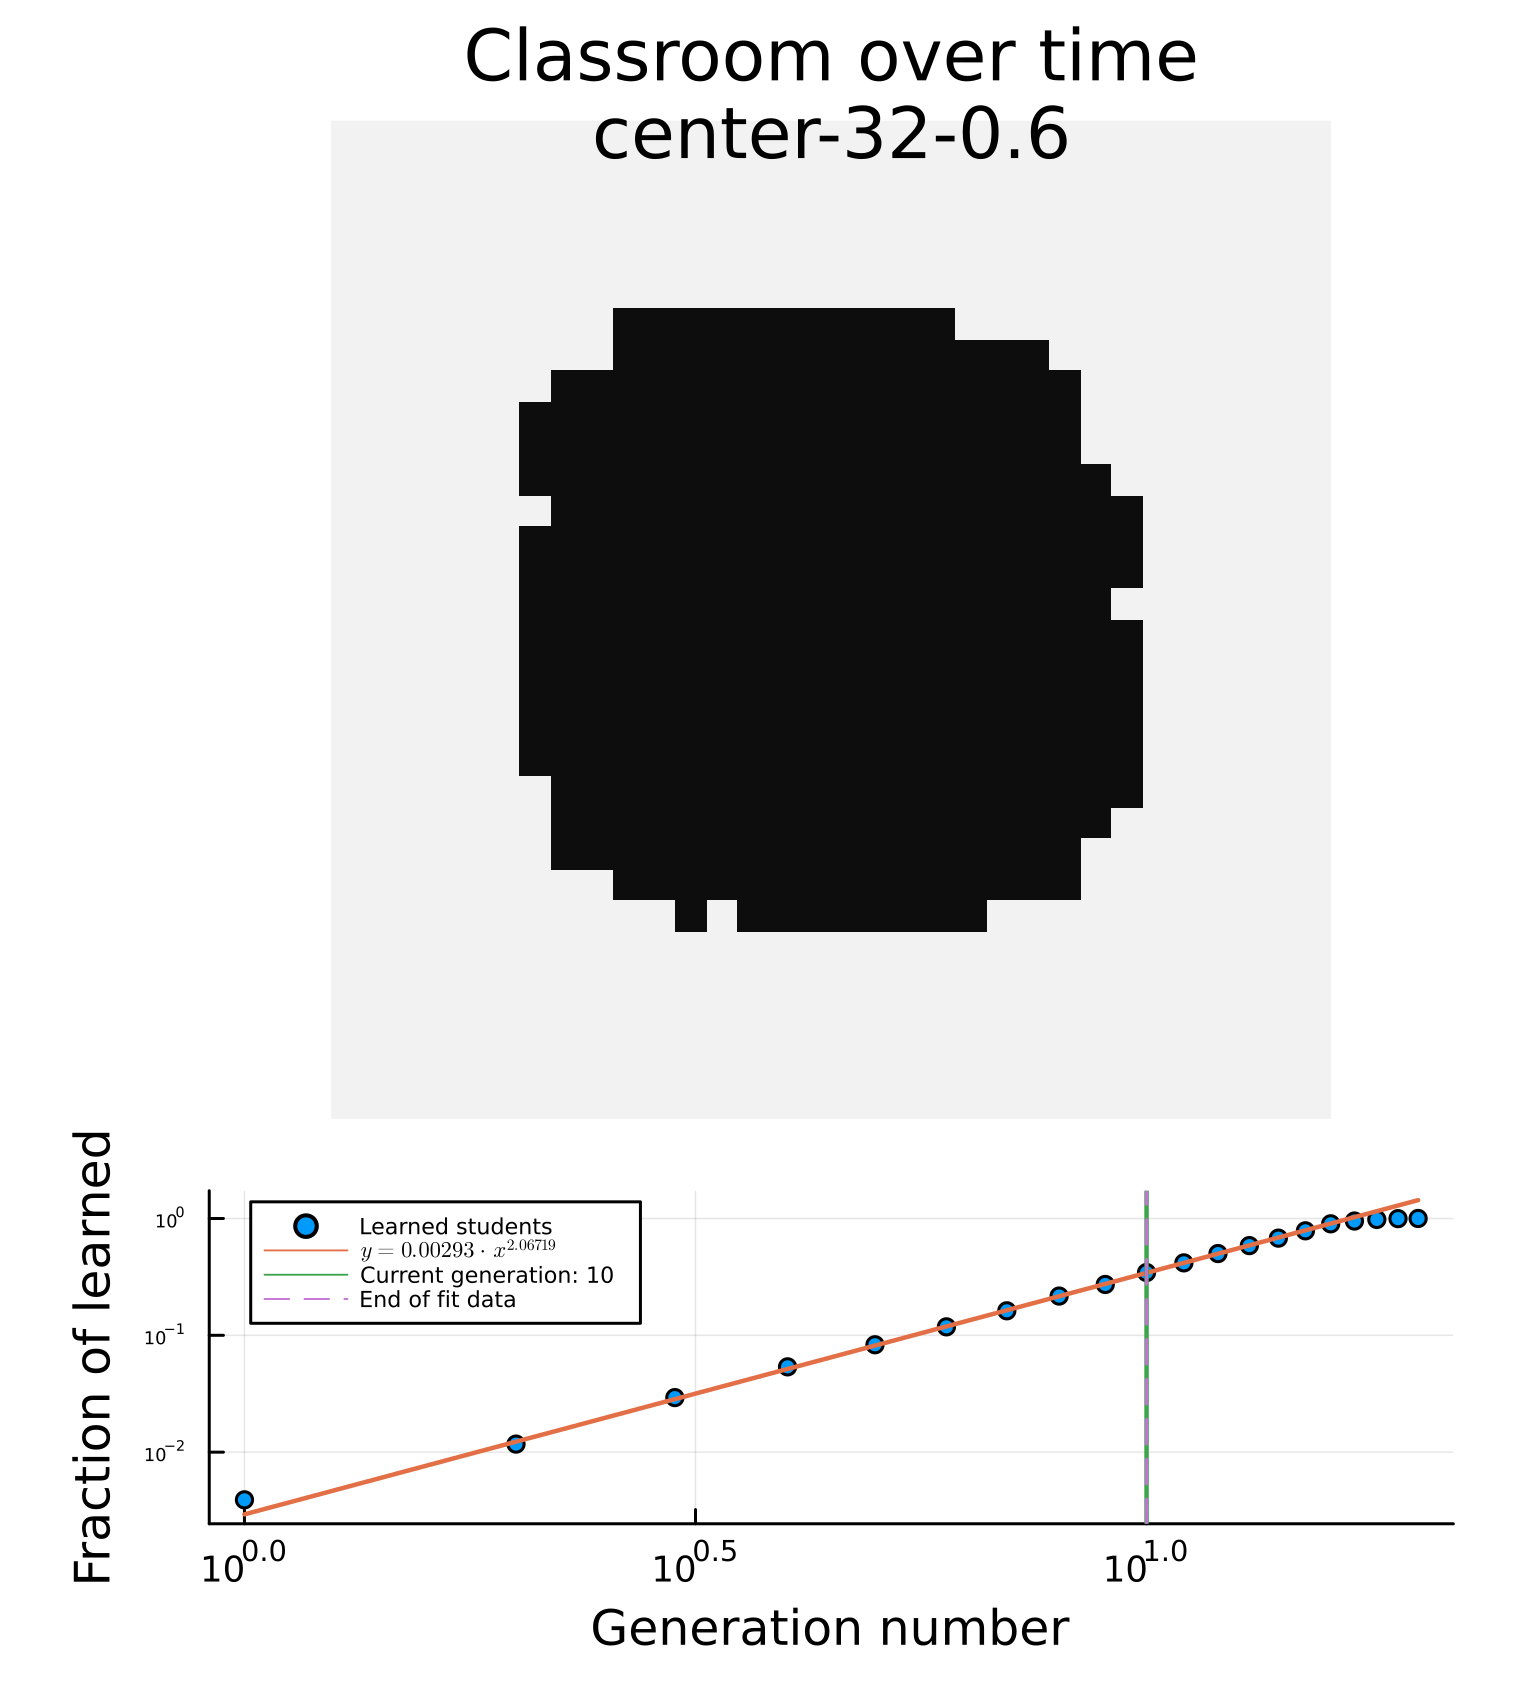 Classroom over time
center-32-0.6
Fraction of learned
10⁰
10⁻¹
10⁻²
Learned students
y = 0.00293 · x^2.06719
Current generation: 10
End of fit data
10^0.0
10^0.5
10^1.0
Generation number